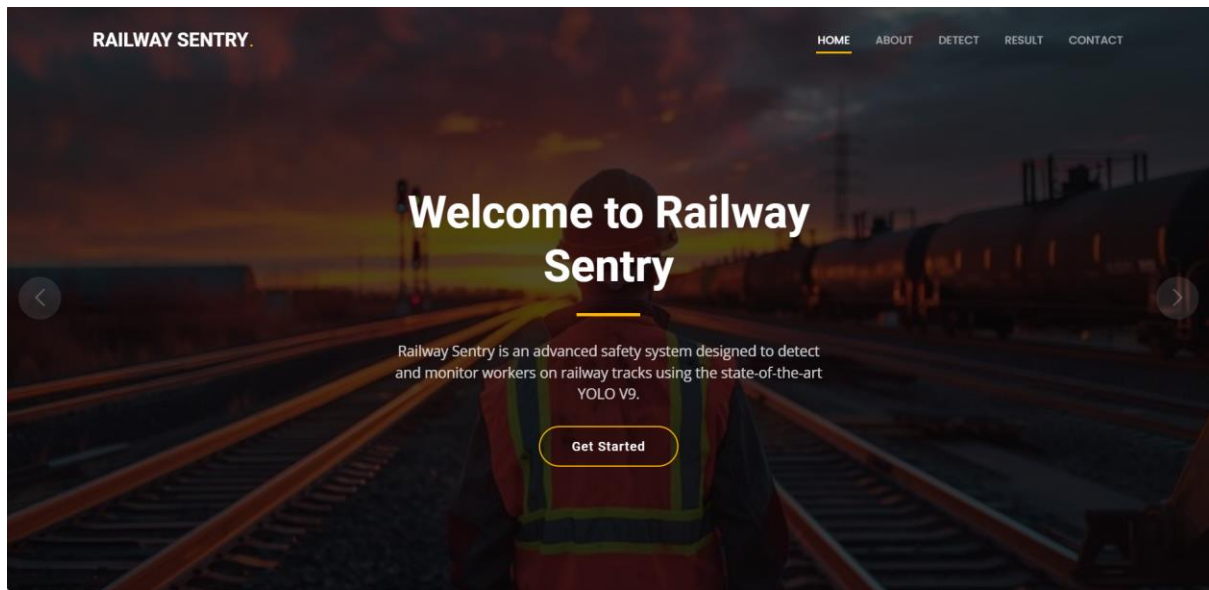 RAILWAY SENTRY.
HOME ABOUT DETECT RESULT CONTACT
Welcome to Railway
Sentry
Railway Sentry is an advanced safety system designed to detect
and monitor workers on railway tracks using the state-of-the-art
YOLO V9.
Get Started